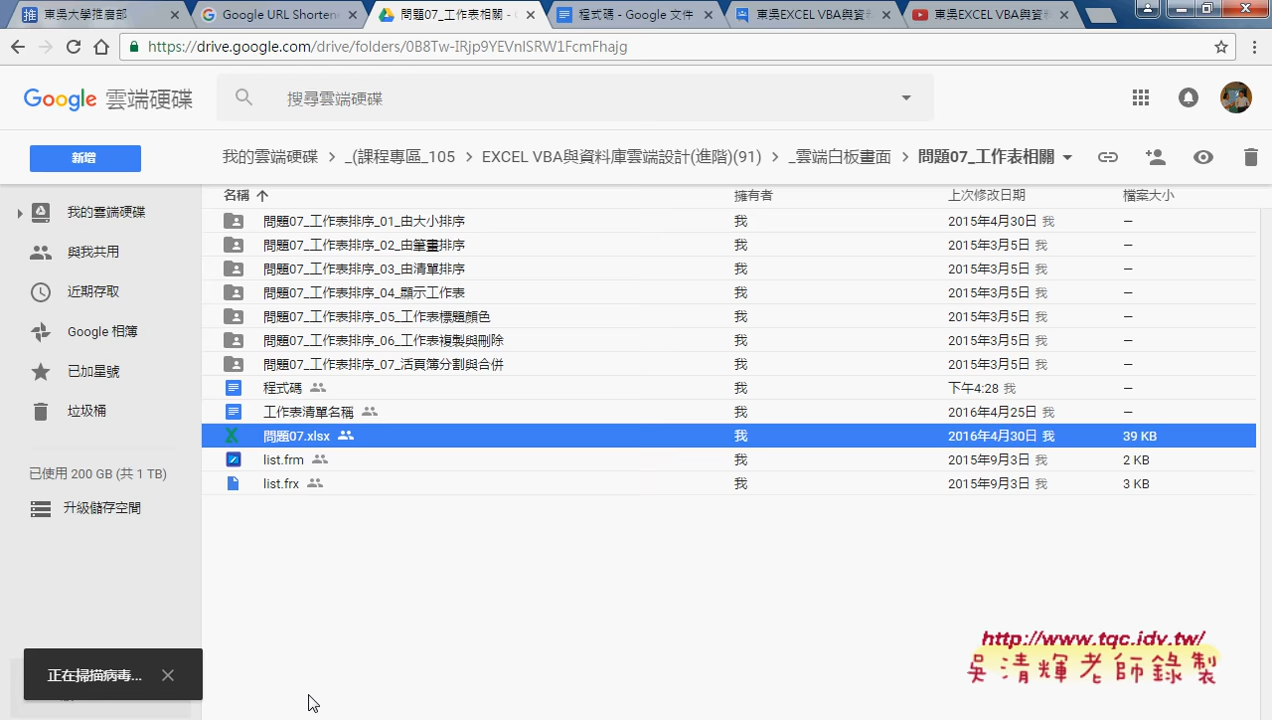 東吳大學推廣部
Google URL Shortene
問題07_工作表相關 -
程式碼 - Google 文件
東吳EXCEL VBA與資
東吳EXCEL VBA與資
https://drive.google.com/drive/folders/0B8Tw-IRjp9YEVnlSRW1FcmFhajg
Google 雲端硬碟
搜尋雲端硬碟
新增
我的雲端硬碟 > _(課程專區_105 > EXCEL VBA與資料庫雲端設計(進階)(91) > _雲端白板畫面 > 問題07_工作表相關
名稱 擁有者 上次修改日期 檔案大小
我的雲端硬碟
與我共用
近期存取
Google 相簿
已加星號
垃圾桶
已使用 200 GB (共 1 TB)
升級儲存空間
問題07_工作表排序_01_由大小排序 我 2015年4月30日 我 –
問題07_工作表排序_02_由筆畫排序 我 2015年3月5日 我 –
問題07_工作表排序_03_由清單排序 我 2015年3月5日 我 –
問題07_工作表排序_04_顯示工作表 我 2015年3月5日 我 –
問題07_工作表排序_05_工作表標題顏色 我 2015年3月5日 我 –
問題07_工作表排序_06_工作表複製與刪除 我 2015年3月5日 我 –
問題07_工作表排序_07_活頁簿分割與合併 我 2015年3月5日 我 –
程式碼 我 下午4:28 我 –
工作表清單名稱 我 2016年4月25日 我 –
問題07.xlsx 我 2016年4月30日 我 39 KB
list.frm 我 2015年9月3日 我 2 KB
list.frx 我 2015年9月3日 我 3 KB
正在掃描病毒...
http://www.tqc.idv.tw/
吳清輝老師錄製